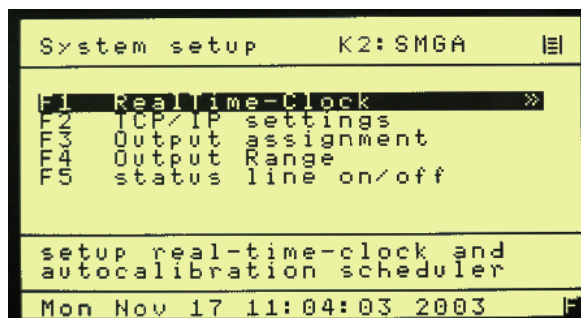 System setup K2:SMGA
F1 RealTime-Clock »
F2 TCP/IP settings
F3 Output assignment
F4 Output Range
F5 status line on/off
setup real-time-clock and
autocalibration scheduler
Mon Nov 17 11:04:03 2003